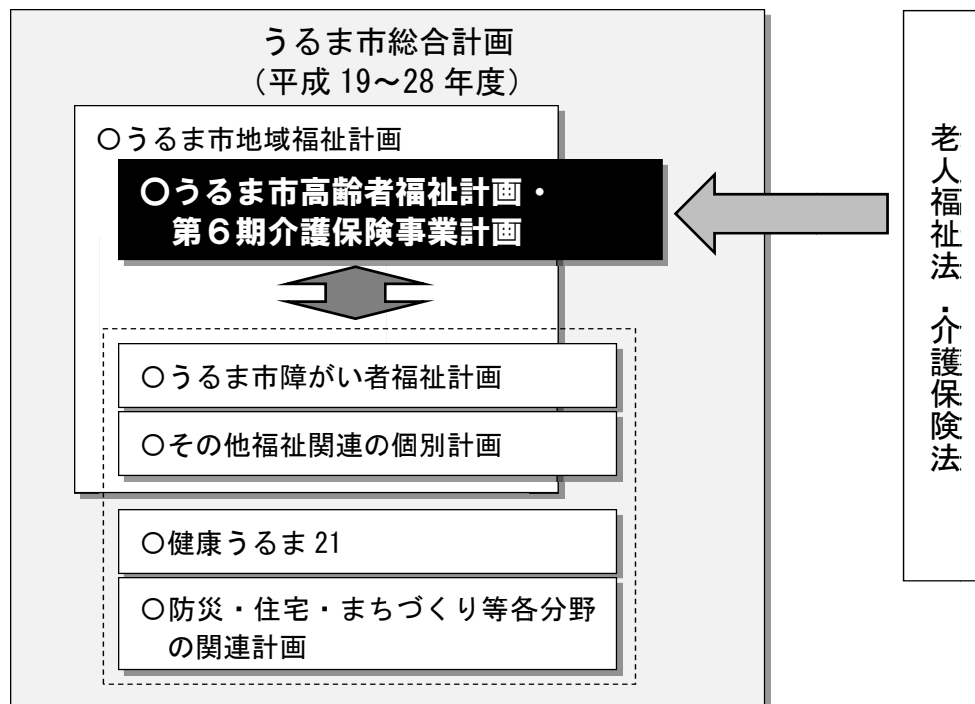 うるま市総合計画
（平成 19～28 年度）
○うるま市地域福祉計画
○うるま市高齢者福祉計画・
第６期介護保険事業計画
○うるま市障がい者福祉計画
○その他福祉関連の個別計画
○健康うるま 21
○防災・住宅・まちづくり等各分野
の関連計画
老人福祉法・介護保険法